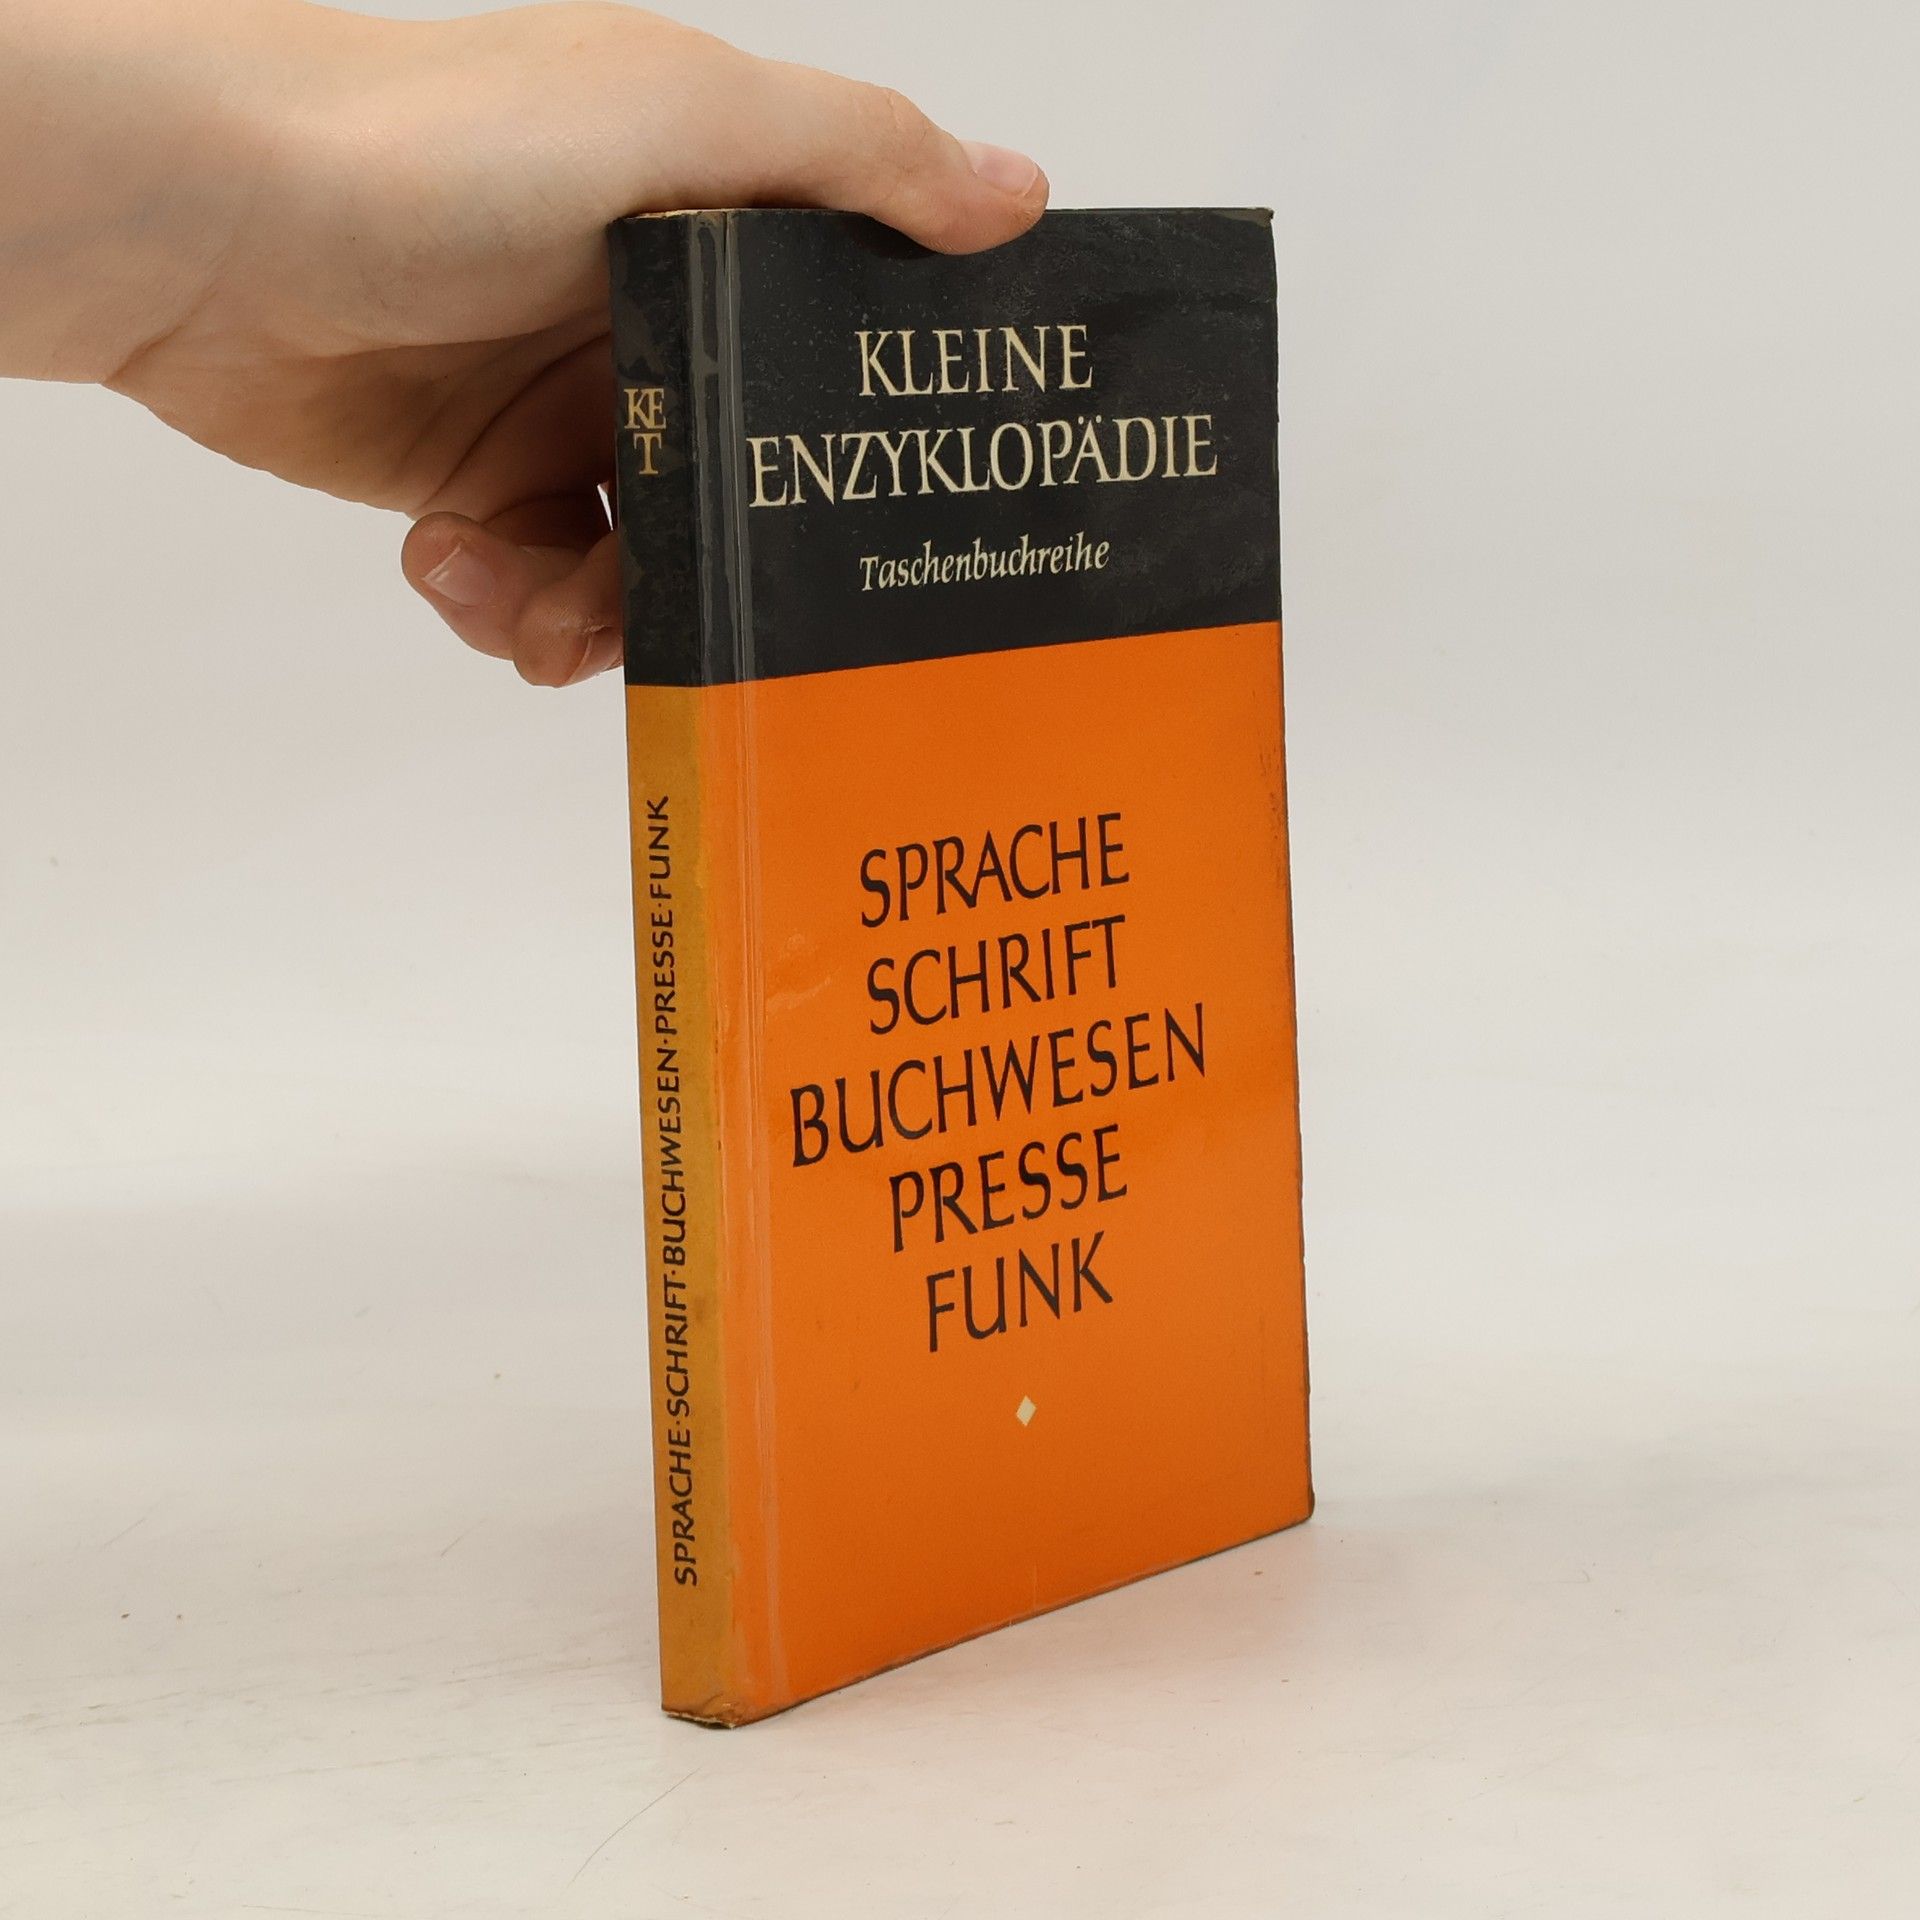 KE
T
SPRACHE·SCHRIFT·BUCHWESEN·PRESSE·FUNK
KLEINE
ENZYKLOPÄDIE
Taschenbuchreihe
SPRACHE
SCHRIFT
BUCHWESEN
PRESSE
FUNK